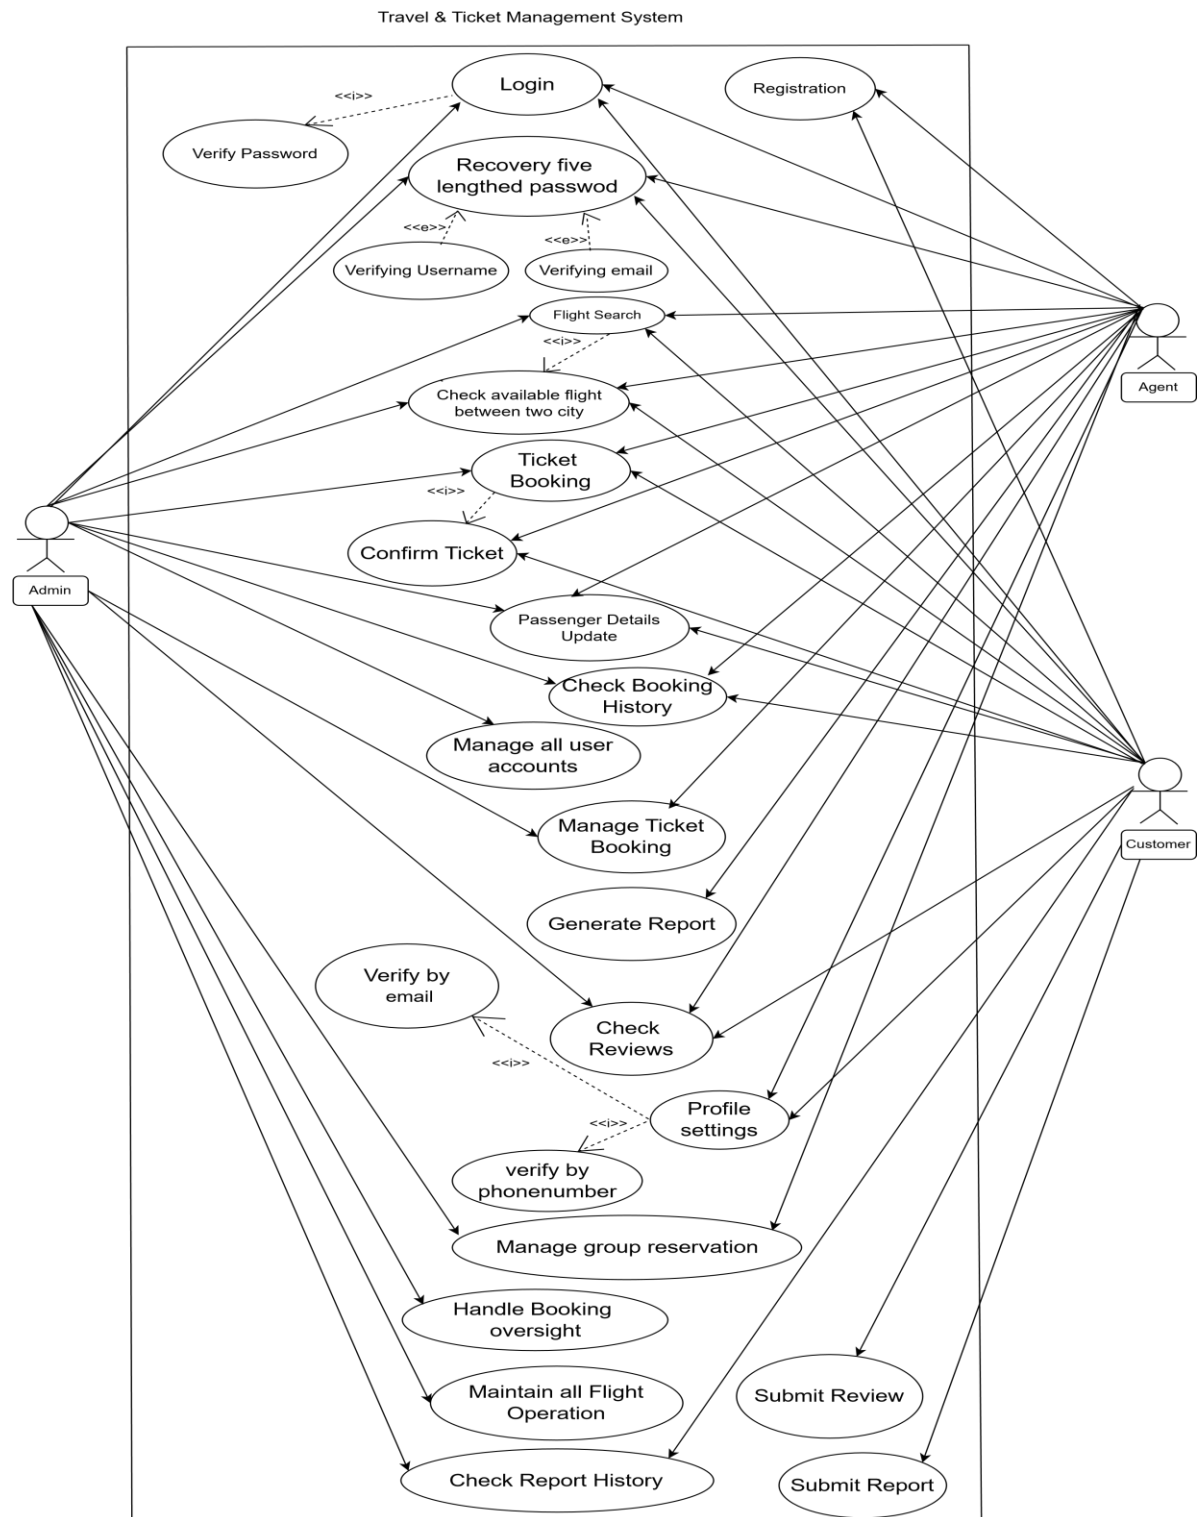 Travel & Ticket Management System
Login
Registration
<<i>>
Verify Password
Recovery five
lengthed passwod
<<e>>
<<e>>
Verifying Username
Verifying email
Flight Search
<<i>>
Check available flight
between two city
Agent
Ticket
Booking
<<i>>
Confirm Ticket
Admin
Passenger Details
Update
Check Booking
History
Manage all user
accounts
Manage Ticket
Booking
Customer
Generate Report
Verify by
email
Check
Reviews
<<i>>
Profile
settings
<<i>>
verify by
phonenumber
Manage group reservation
Handle Booking
oversight
Maintain all Flight
Operation
Submit Review
Check Report History
Submit Report